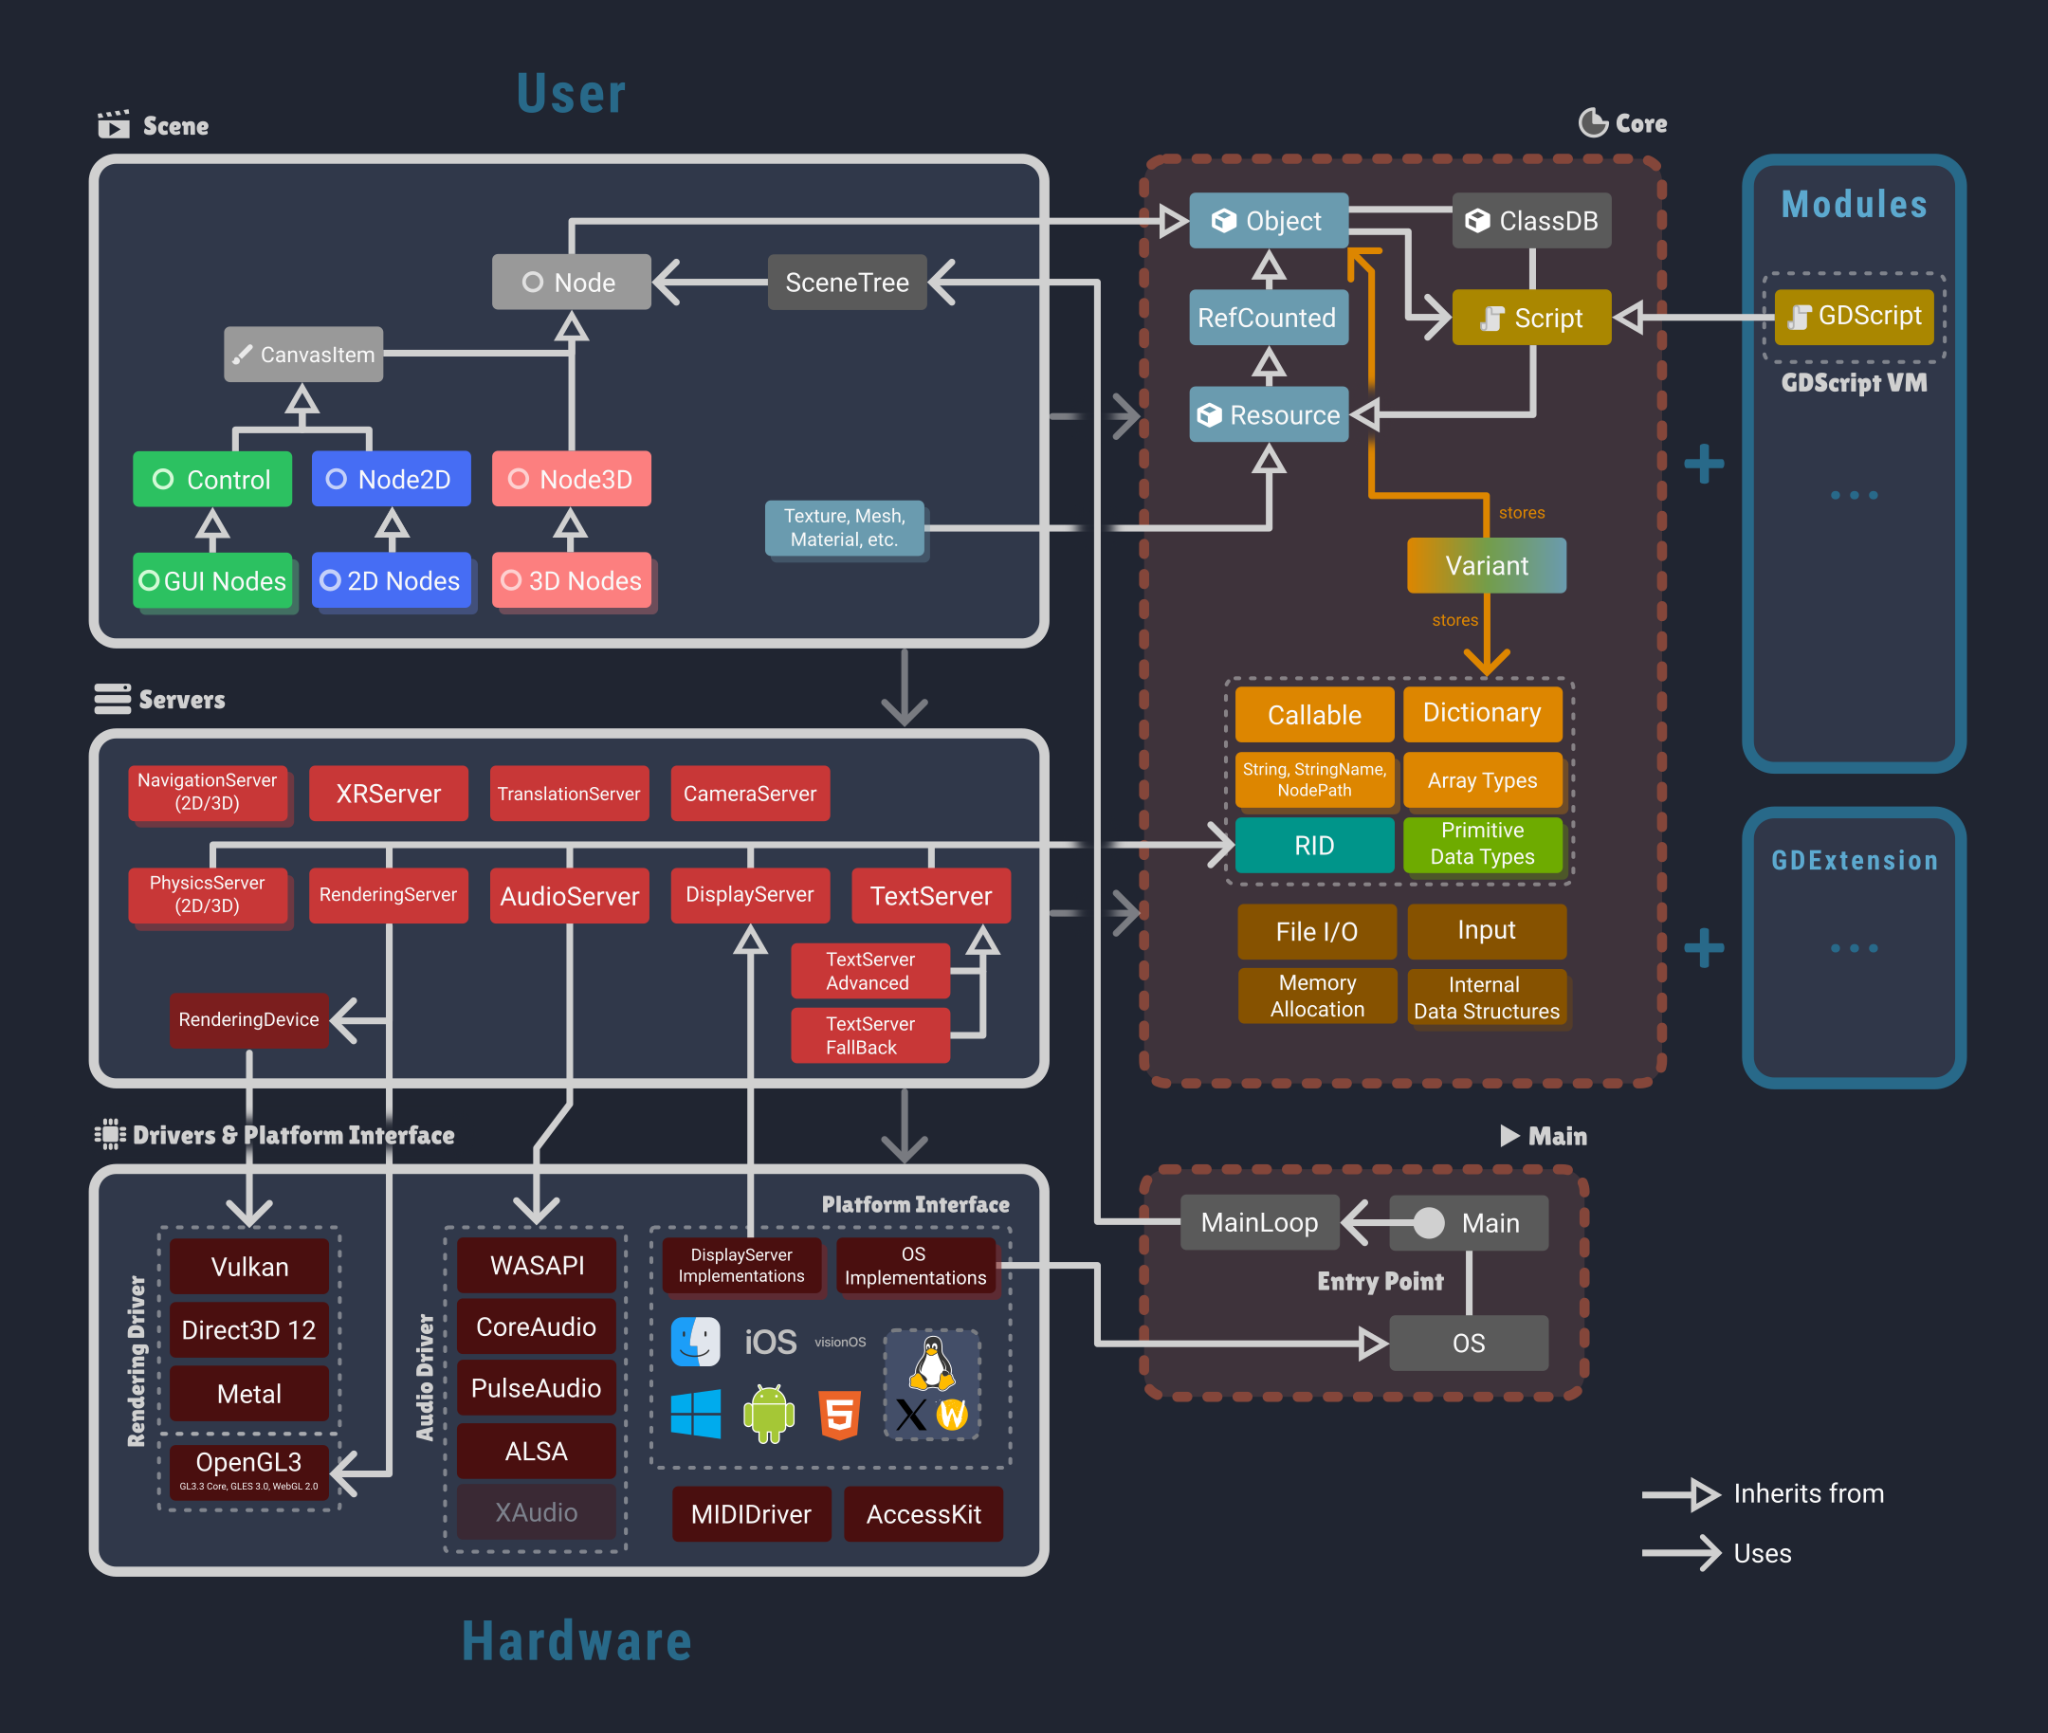 User
Scene
Node
SceneTree
CanvasItem
Control
Node2D
Node3D
GUI Nodes
2D Nodes
3D Nodes
Texture, Mesh,
Material, etc.
Core
Object
ClassDB
RefCounted
Script
Resource
stores
Variant
stores
Callable
Dictionary
String, StringName,
NodePath
Array Types
RID
Primitive
Data Types
File I/O
Input
Memory
Allocation
Internal
Data Structures
Modules
GDScript
GDScript VM
...
GDExtension
...
Servers
NavigationServer
(2D/3D)
XRServer
TranslationServer
CameraServer
PhysicsServer
(2D/3D)
RenderingServer
AudioServer
DisplayServer
TextServer
TextServer
Advanced
TextServer
FallBack
RenderingDevice
Drivers & Platform Interface
Rendering Driver
Vulkan
Direct3D 12
Metal
OpenGL3
GL3.3 Core, GLES 3.0, WebGL 2.0
Audio Driver
WASAPI
CoreAudio
PulseAudio
ALSA
XAudio
Platform Interface
DisplayServer
Implementations
OS
Implementations
iOS
visionOS
5
X
W
MIDIDriver
AccessKit
Main
MainLoop
Main
Entry Point
OS
Inherits from
Uses
Hardware